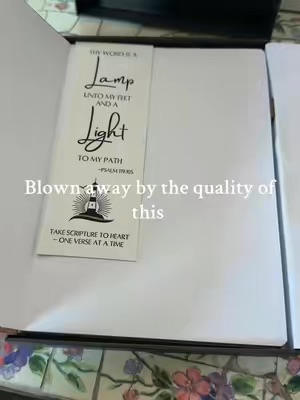 THY WORD IS A
Lamp
UNTO MY FEET
AND A
Light
TO MY PATH
~PSALM 119:105
Blown away by the quality of
this
TAKE SCRIPTURE TO HEART
~ ONE VERSE AT A TIME